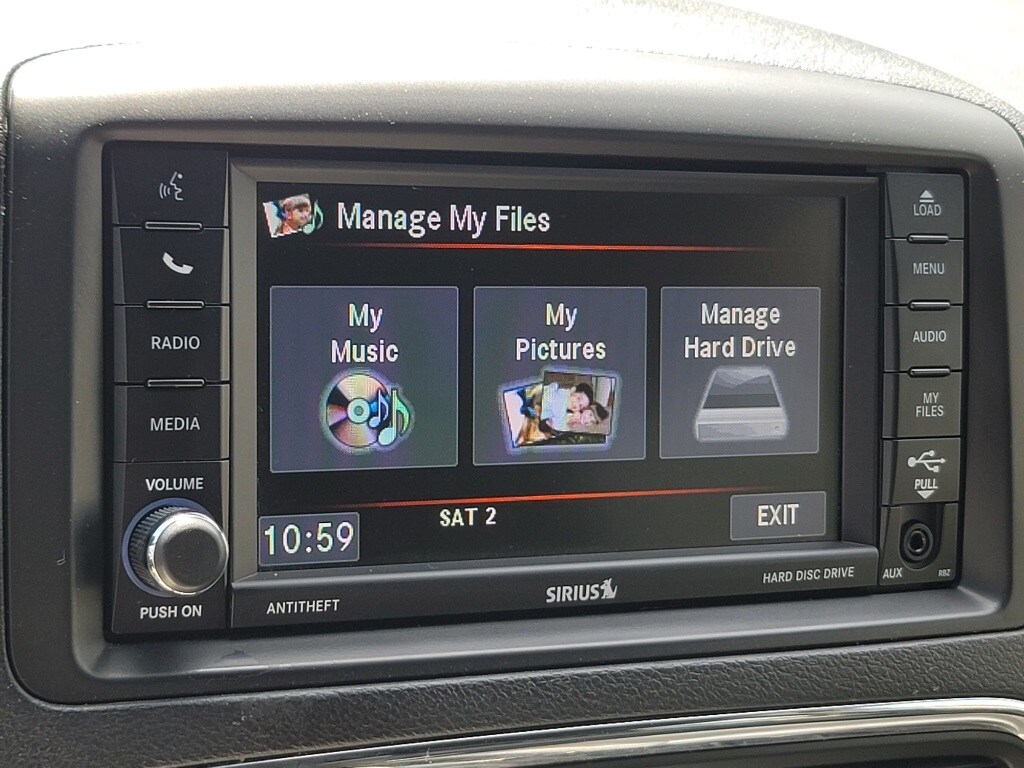 Manage My Files
My
Music
My
Pictures
Manage
Hard Drive
10:59
SAT 2
EXIT
RADIO
MEDIA
VOLUME
PUSH ON
ANTITHEFT
SIRIUS
HARD DISC DRIVE
LOAD
MENU
AUDIO
MY
FILES
PULL
AUX
RBZ